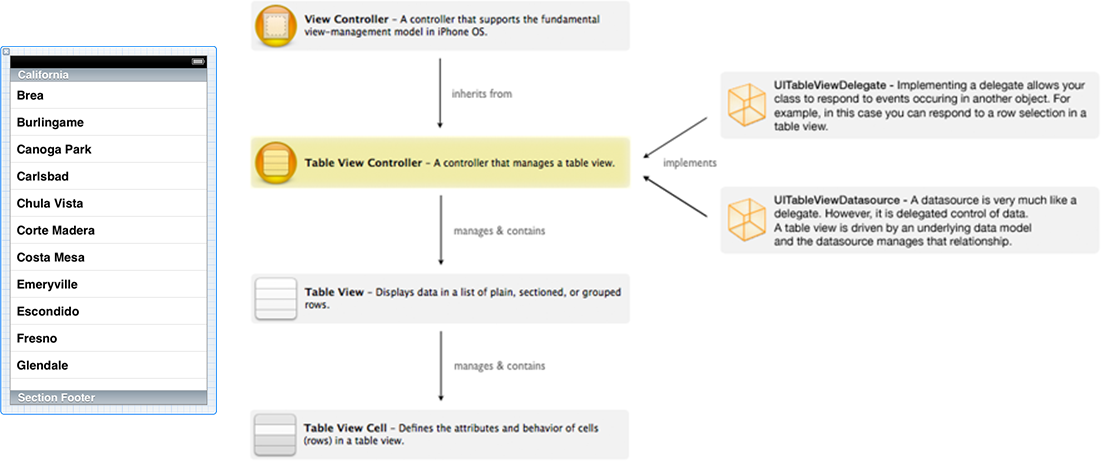 California
Brea
Burlingame
Canoga Park
Carlsbad
Chula Vista
Corte Madera
Costa Mesa
Emeryville
Escondido
Fresno
Glendale
Section Footer
View Controller – A controller that supports the fundamental
view-management model in iPhone OS.
inherits from
Table View Controller – A controller that manages a table view.
manages & contains
Table View – Displays data in a list of plain, sectioned, or grouped
rows.
manages & contains
Table View Cell – Defines the attributes and behavior of cells
(rows) in a table view.
UITableViewDelegate - Implementing a delegate allows your
class to respond to events occuring in another object. For
example, in this case you can respond to a row selection in a
table view.
implements
UITableViewDatasource - A datasource is very much like a
delegate. However, it is delegated control of data.
A table view is driven by an underlying data model
and the datasource manages that relationship.